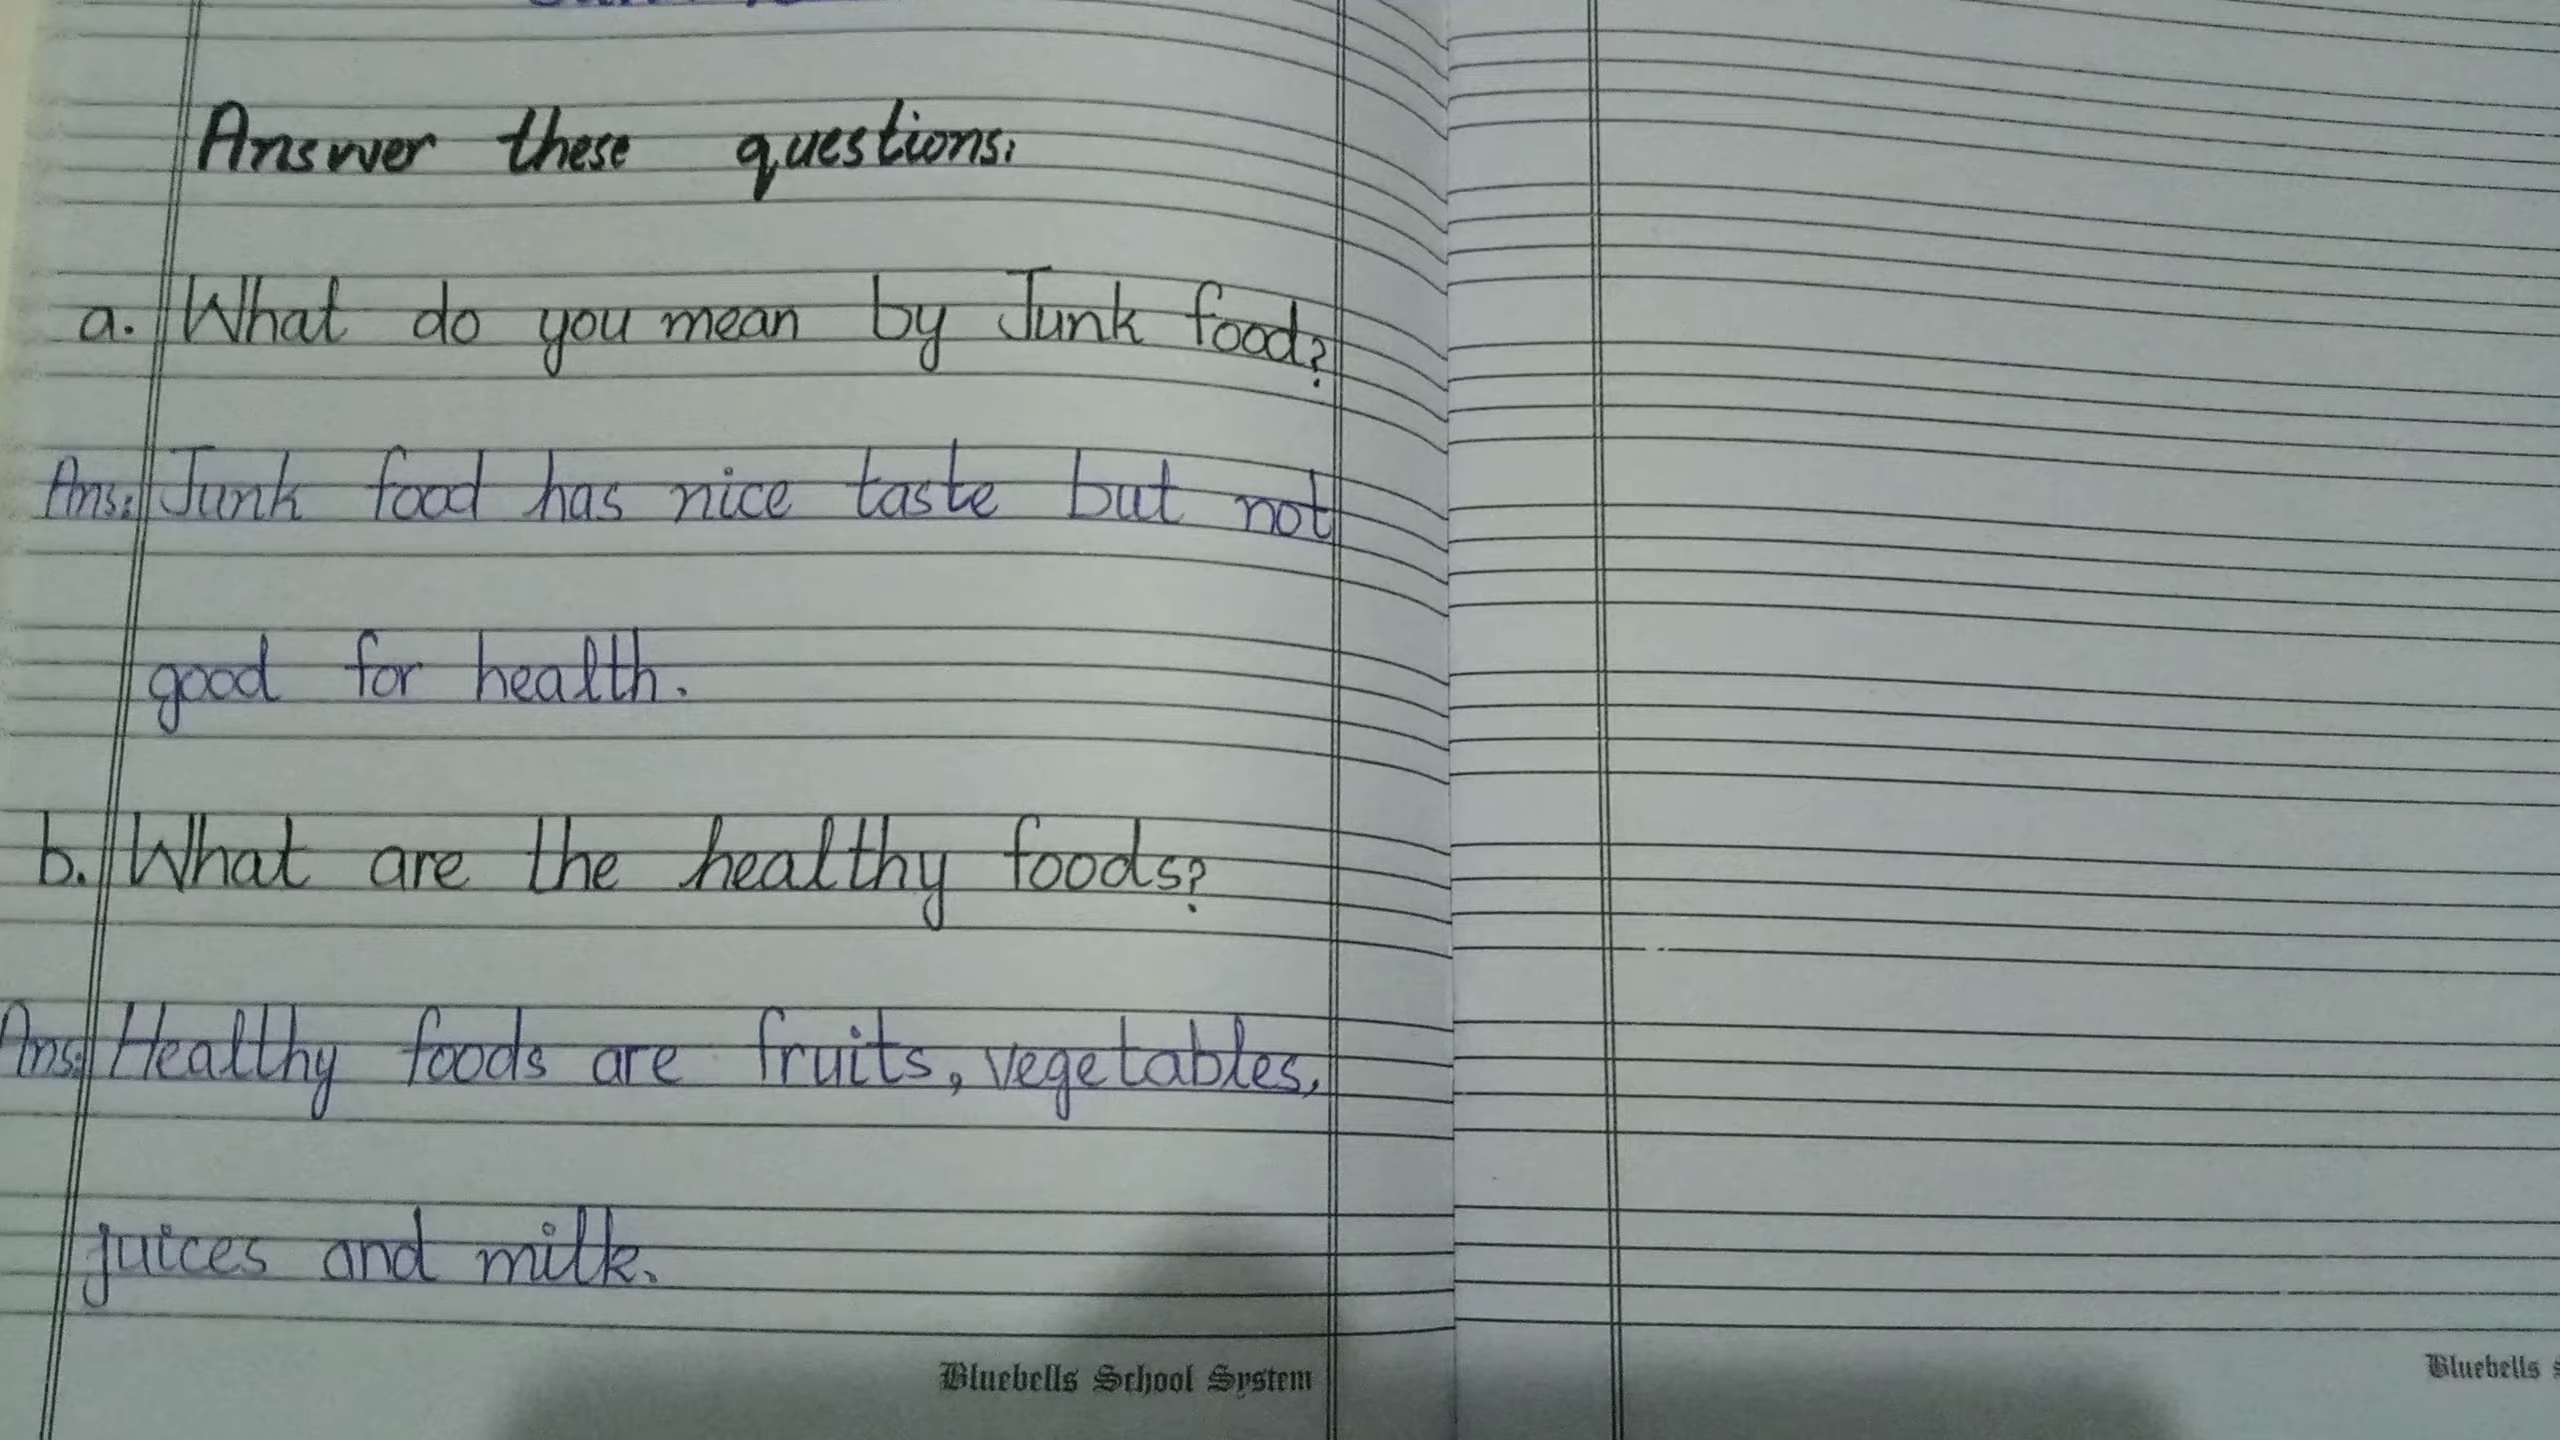 Answer these questions:
a. What do you mean by Junk food?
Ans: Junk food has nice taste but not
good for health.
b. What are the healthy foods?
Ans: Healthy foods are fruits, vegetables,
juices and milk.
Bluebells School System
Bluebells